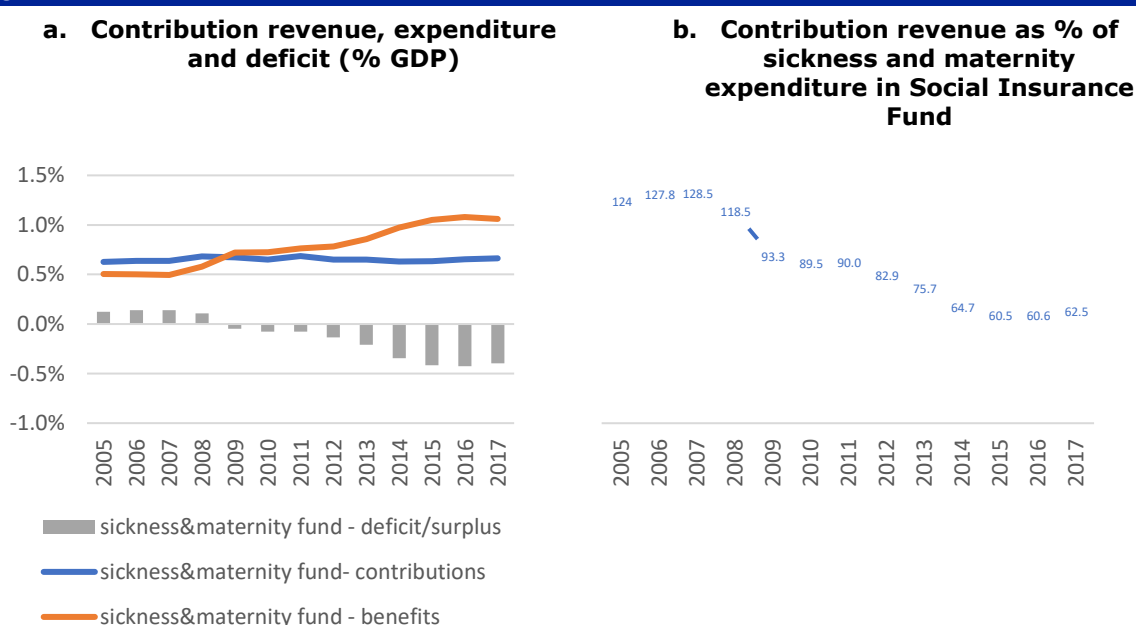 a. Contribution revenue, expenditure
and deficit (% GDP)
1.5%
1.0%
0.5%
0.0%
-0.5%
-1.0%
2005 2006 2007 2008 2009 2010 2011 2012 2013 2014 2015 2016 2017
sickness&maternity fund - deficit/surplus
sickness&maternity fund- contributions
sickness&maternity fund - benefits
b. Contribution revenue as % of
sickness and maternity
expenditure in Social Insurance
Fund
124 127.8 128.5 118.5 93.3 89.5 90.0 82.9 75.7 64.7 60.5 60.6 62.5
2005 2006 2007 2008 2009 2010 2011 2012 2013 2014 2015 2016 2017